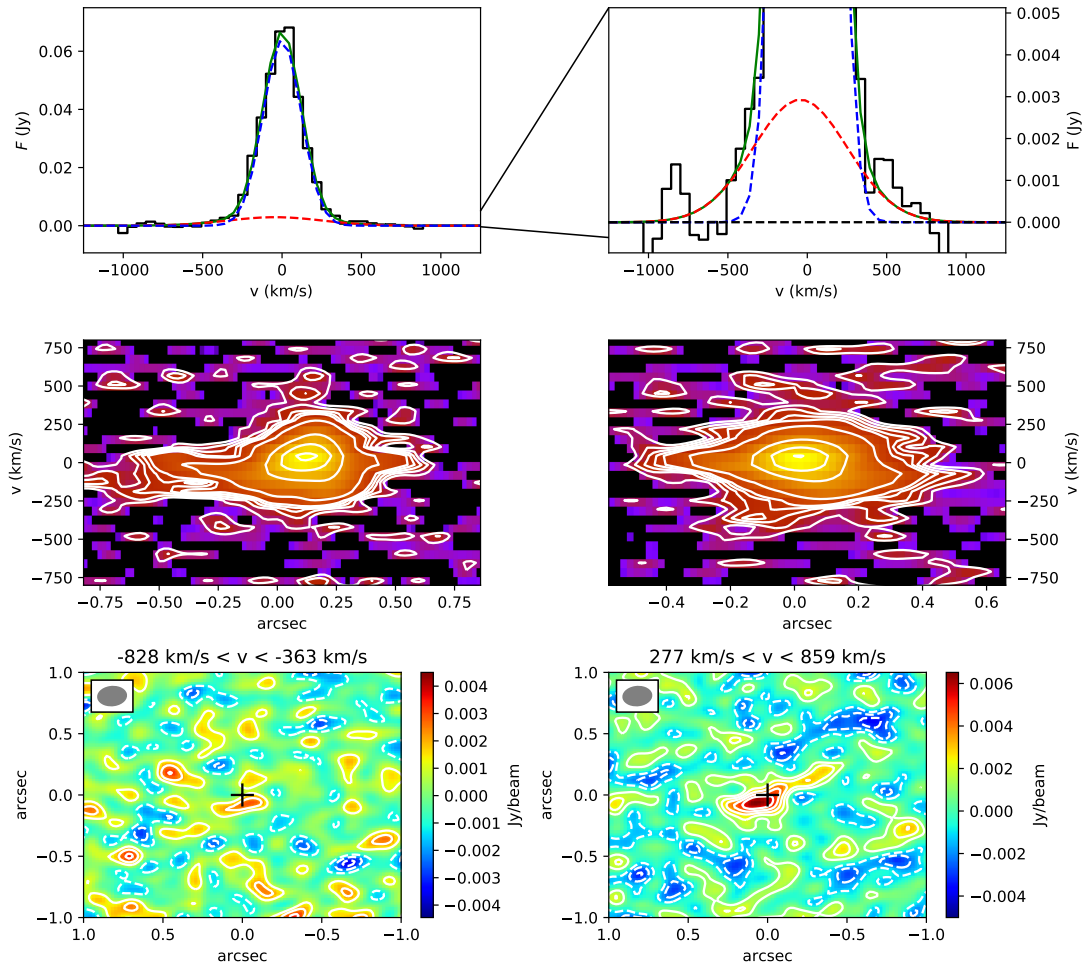 0.06
0.04
0.02
0.00
F (Jy)
−1000 −500 0 500 1000
v (km/s)
0.005
0.004
0.003
0.002
0.001
0.000
F (Jy)
−1000 −500 0 500 1000
v (km/s)
750
500
250
0
−250
−500
−750
v (km/s)
−0.75 −0.50 −0.25 0.00 0.25 0.50 0.75
arcsec
750
500
250
0
−250
−500
−750
v (km/s)
−0.4 −0.2 0.0 0.2 0.4 0.6
arcsec
-828 km/s < v < -363 km/s
1.0
0.5
0.0
−0.5
−1.0
arcsec
1.0 0.5 0.0 −0.5 −1.0
arcsec
0.004
0.003
0.002
0.001
0.000
−0.001
−0.002
−0.003
−0.004
Jy/beam
277 km/s < v < 859 km/s
1.0
0.5
0.0
−0.5
−1.0
arcsec
1.0 0.5 0.0 −0.5 −1.0
arcsec
0.006
0.004
0.002
0.000
−0.002
−0.004
Jy/beam